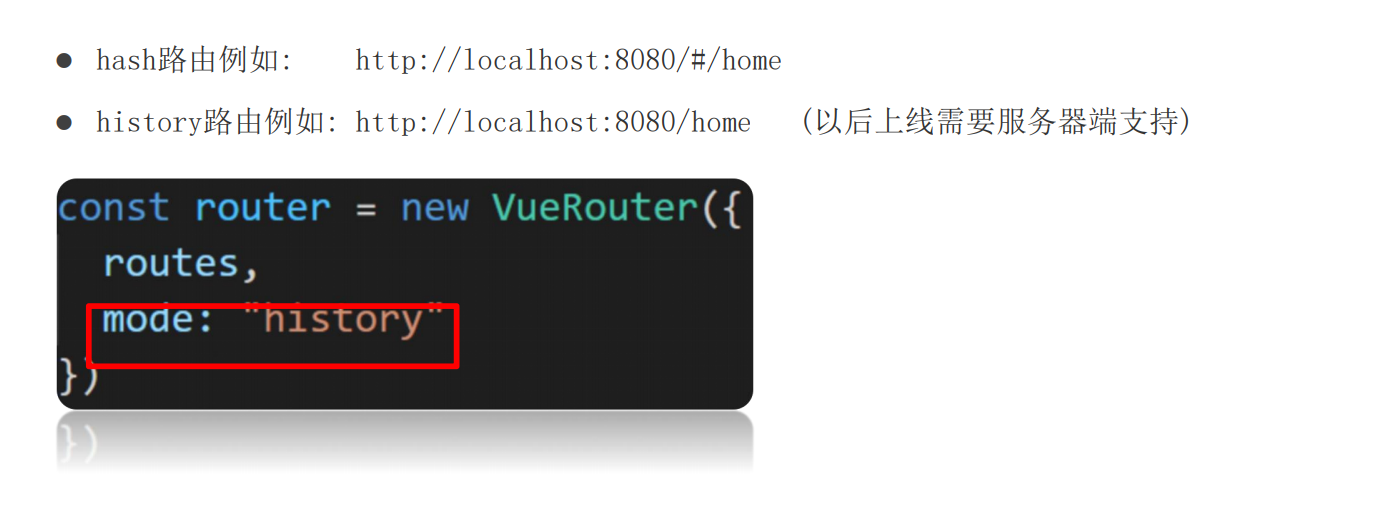 ● hash路由例如: http://localhost:8080/#/home
● history路由例如: http://localhost:8080/home (以后上线需要服务器端支持)
const router = new VueRouter({
routes,
mode: "history"
})
})